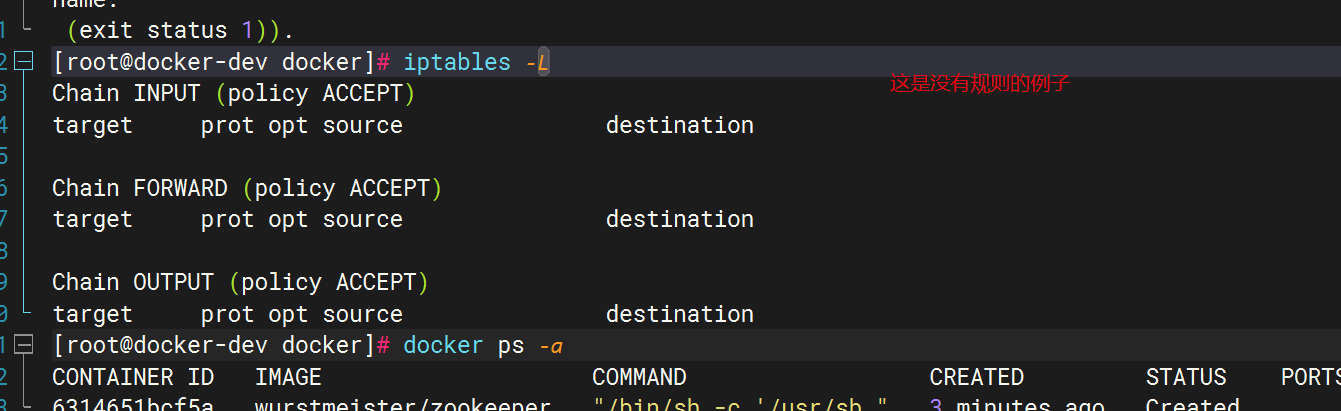 name.
1 (exit status 1)).
2 [root@docker-dev docker]# iptables -L
这是没有规则的例子
3 Chain INPUT (policy ACCEPT)
4 target prot opt source destination
5
6 Chain FORWARD (policy ACCEPT)
7 target prot opt source destination
8
9 Chain OUTPUT (policy ACCEPT)
0 target prot opt source destination
1 [root@docker-dev docker]# docker ps -a
2 CONTAINER ID IMAGE COMMAND CREATED STATUS PORTS
3 6314651bcf5a wurstmeister/zookeeper "/bin/sh -c '/usr/sb…" 3 minutes ago Created